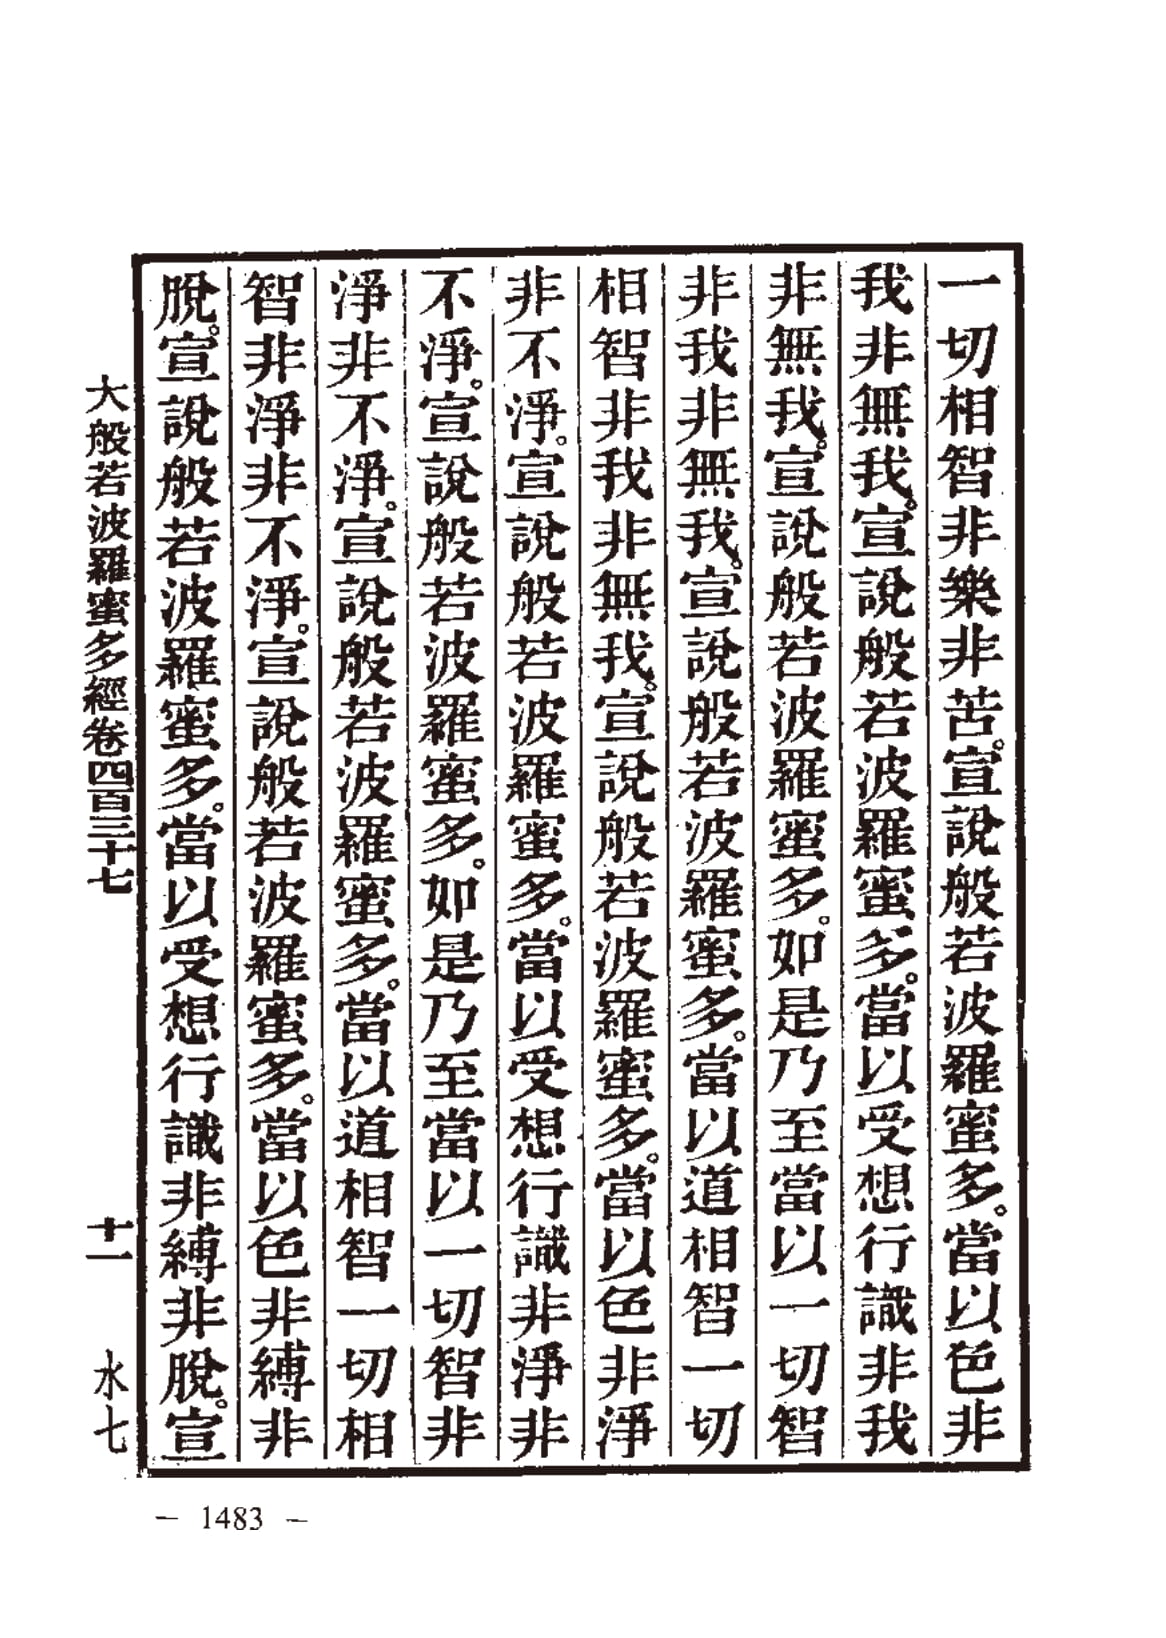 一切相智非樂非苦。宣說般若波羅蜜多。當以色非
我非無我。宣說般若波羅蜜多。當以受想行識非我
非無我。宣說般若波羅蜜多。如是乃至當以一切智
非我非無我。宣說般若波羅蜜多。當以道相智一切
相智非我非無我。宣說般若波羅蜜多。當以色非淨
非不淨。宣說般若波羅蜜多。當以受想行識非淨非
不淨。宣說般若波羅蜜多。如是乃至當以一切智非
淨非不淨。宣說般若波羅蜜多。當以道相智一切相
智非淨非不淨。宣說般若波羅蜜多。當以色非縛非
脫。宣說般若波羅蜜多。當以受想行識非縛非脫。宣
大般若波羅蜜多經卷四百三十七 十一 水七
— 1483 —